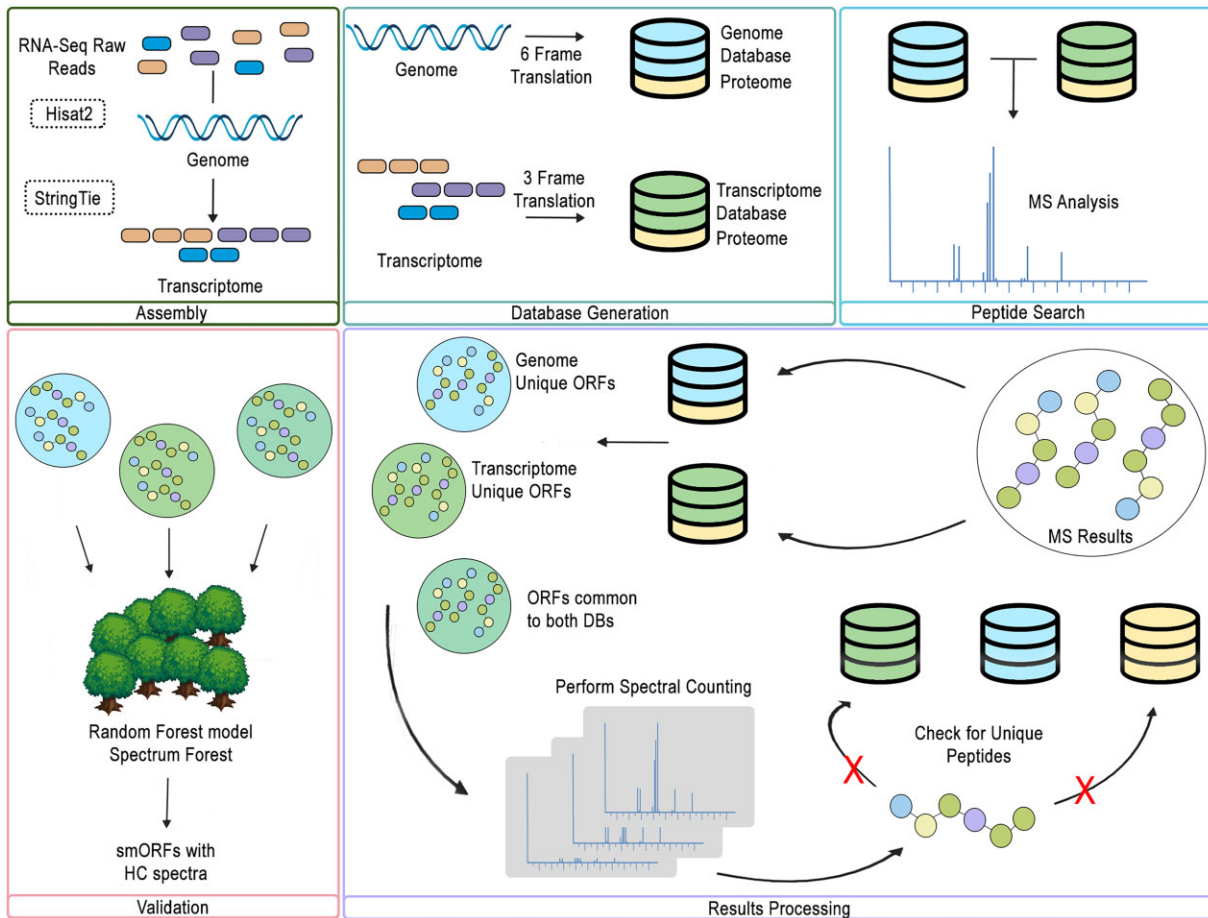 RNA-Seq Raw
Reads
Hisat2
Genome
StringTie
Transcriptome
Assembly
Genome
6 Frame
Translation
Genome
Database
Proteome
Transcriptome
3 Frame
Translation
Transcriptome
Database
Proteome
Database Generation
MS Analysis
Peptide Search
Random Forest model
Spectrum Forest
smORFs with
HC spectra
Validation
Genome
Unique ORFs
Transcriptome
Unique ORFs
ORFs common
to both DBs
MS Results
Perform Spectral Counting
Check for Unique
Peptides
X
X
Results Processing